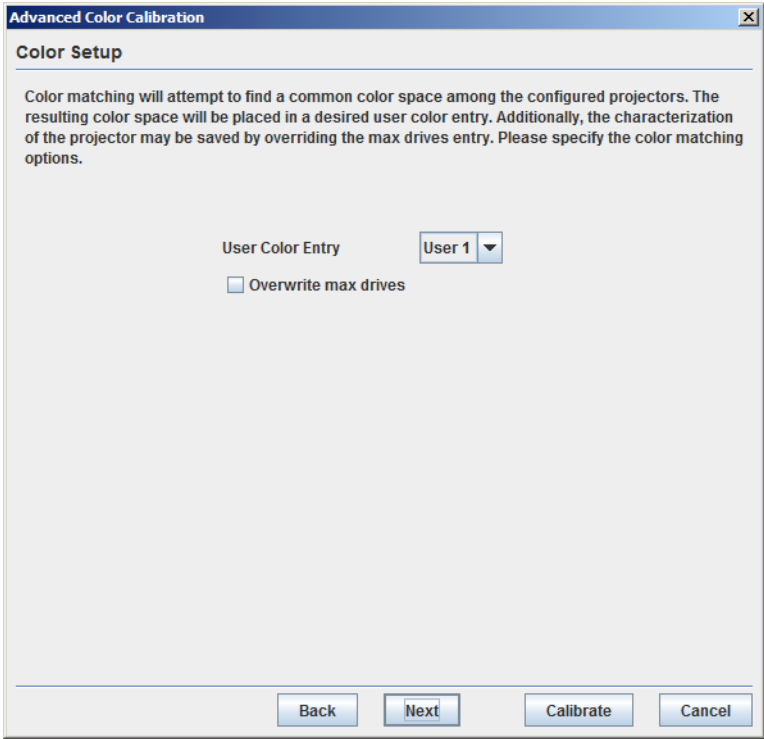 Advanced Color Calibration
Color Setup
Color matching will attempt to find a common color space among the configured projectors. The
resulting color space will be placed in a desired user color entry. Additionally, the characterization
of the projector may be saved by overriding the max drives entry. Please specify the color matching
options.
User Color Entry User 1
Overwrite max drives
Back Next Calibrate Cancel